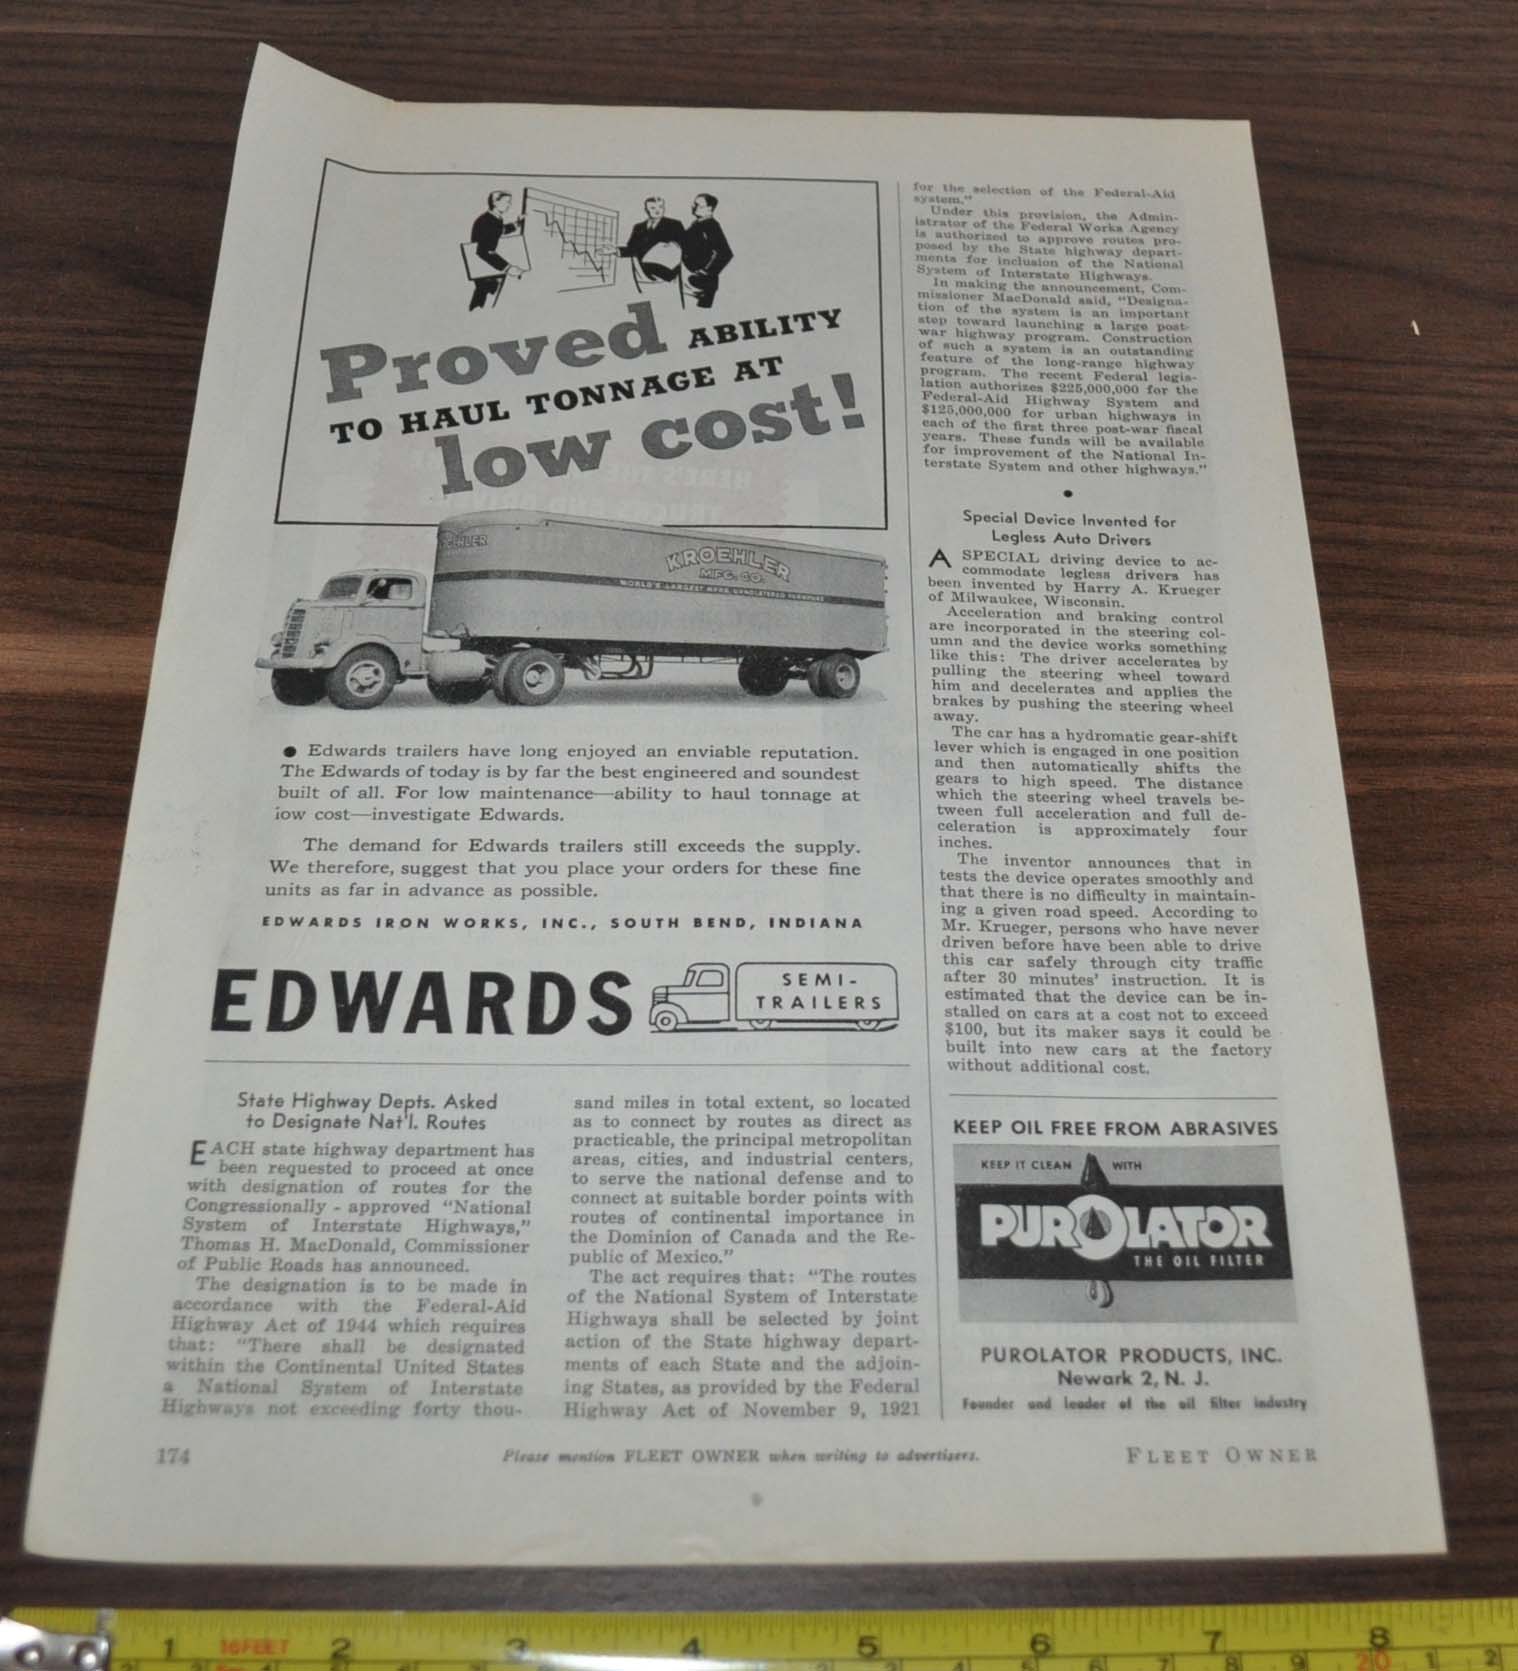 Proved ABILITY
TO HAUL TONNAGE AT
low cost!
KROEHLER
MFG. CO.
WORLD'S LARGEST MFRS. UPHOLSTERED FURNITURE
• Edwards trailers have long enjoyed an enviable reputation.
The Edwards of today is by far the best engineered and soundest
built of all. For low maintenance—ability to haul tonnage at
low cost—investigate Edwards.
The demand for Edwards trailers still exceeds the supply.
We therefore, suggest that you place your orders for these fine
units as far in advance as possible.
EDWARDS IRON WORKS, INC., SOUTH BEND, INDIANA
EDWARDS
SEMI-
TRAILERS
State Highway Depts. Asked
to Designate Nat'l. Routes
EACH state highway department has
been requested to proceed at once
with designation of routes for the
Congressionally - approved "National
System of Interstate Highways,"
Thomas H. MacDonald, Commissioner
of Public Roads has announced.
The designation is to be made in
accordance with the Federal-Aid
Highway Act of 1944 which requires
that: "There shall be designated
within the Continental United States
a National System of Interstate
Highways not exceeding forty thou-
sand miles in total extent, so located
as to connect by routes as direct as
practicable, the principal metropolitan
areas, cities, and industrial centers,
to serve the national defense and to
connect at suitable border points with
routes of continental importance in
the Dominion of Canada and the Re-
public of Mexico."
The act requires that: "The routes
of the National System of Interstate
Highways shall be selected by joint
action of the State highway depart-
ments of each State and the adjoin-
ing States, as provided by the Federal
Highway Act of November 9, 1921
for the selection of the Federal-Aid
system."
Under this provision, the Admin-
istrator of the Federal Works Agency
is authorized to approve routes pro-
posed by the State highway depart-
ments for inclusion of the National
System of Interstate Highways.
In making the announcement, Com-
missioner MacDonald said, "Designa-
tion of the system is an important
step toward launching a large post-
war highway program. Construction
of such a system is an outstanding
feature of the long-range highway
program. The recent Federal legis-
lation authorizes $225,000,000 for the
Federal-Aid Highway System and
$125,000,000 for urban highways in
each of the first three post-war fiscal
years. These funds will be available
for improvement of the National In-
terstate System and other highways."
•
Special Device Invented for
Legless Auto Drivers
A SPECIAL driving device to ac-
commodate legless drivers has
been invented by Harry A. Krueger
of Milwaukee, Wisconsin.
Acceleration and braking control
are incorporated in the steering col-
umn and the device works something
like this: The driver accelerates by
pulling the steering wheel toward
him and decelerates and applies the
brakes by pushing the steering wheel
away.
The car has a hydromatic gear-shift
lever which is engaged in one position
and then automatically shifts the
gears to high speed. The distance
which the steering wheel travels be-
tween full acceleration and full de-
celeration is approximately four
inches.
The inventor announces that in
tests the device operates smoothly and
that there is no difficulty in maintain-
ing a given road speed. According to
Mr. Krueger, persons who have never
driven before have been able to drive
this car safely through city traffic
after 30 minutes' instruction. It is
estimated that the device can be in-
stalled on cars at a cost not to exceed
$100, but its maker says it could be
built into new cars at the factory
without additional cost.
KEEP OIL FREE FROM ABRASIVES
KEEP IT CLEAN WITH
PUROLATOR
THE OIL FILTER
PUROLATOR PRODUCTS, INC.
Newark 2, N. J.
Founder and leader of the oil filter industry
174
Please mention FLEET OWNER when writing to advertisers.
FLEET OWNER
1 16FEET 2 3 4 5 6 7 8
20